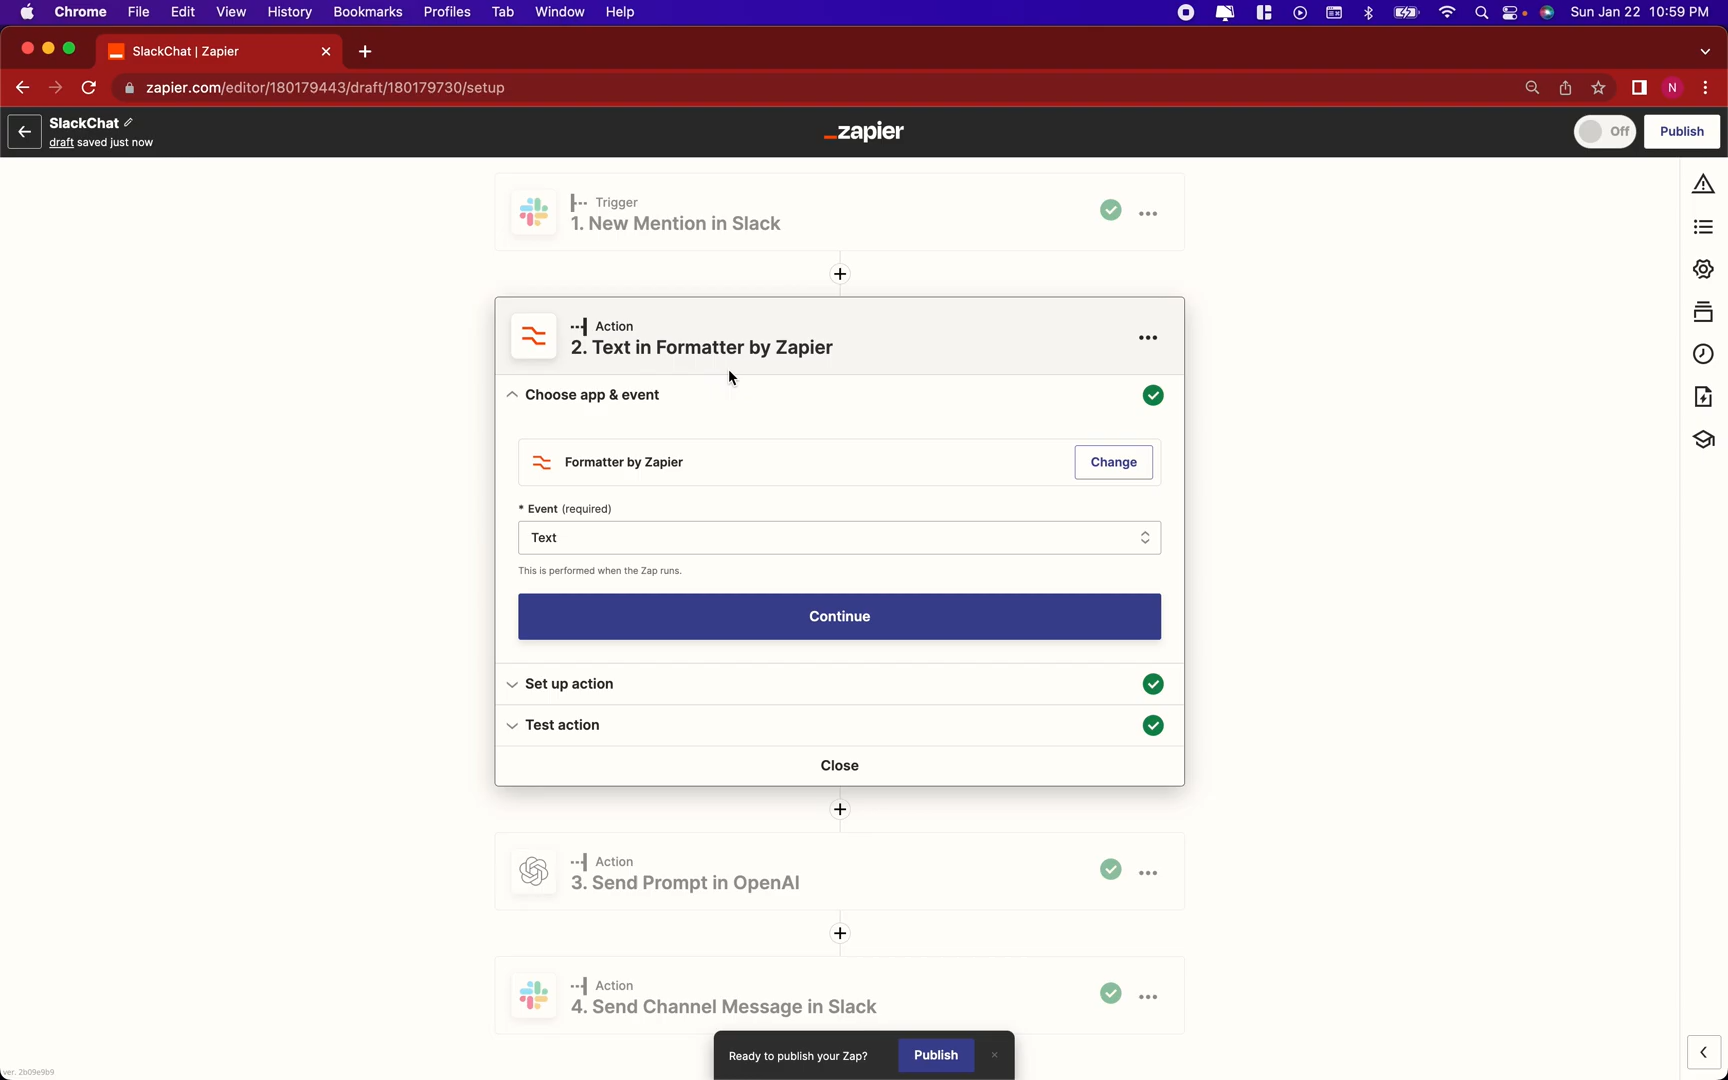 Chrome File Edit View History Bookmarks Profiles Tab Window Help Sun Jan 22 10:59 PM
SlackChat | Zapier
zapier.com/editor/180179443/draft/180179730/setup N
SlackChat
draft saved just now
_zapier
Off
Publish
Trigger
1. New Mention in Slack
Action
2. Text in Formatter by Zapier
Choose app & event
Formatter by Zapier
Change
* Event (required)
Text
This is performed when the Zap runs.
Continue
Set up action
Test action
Close
Action
3. Send Prompt in OpenAI
Action
4. Send Channel Message in Slack
Ready to publish your Zap? Publish ×
ver. 2b09e9b9